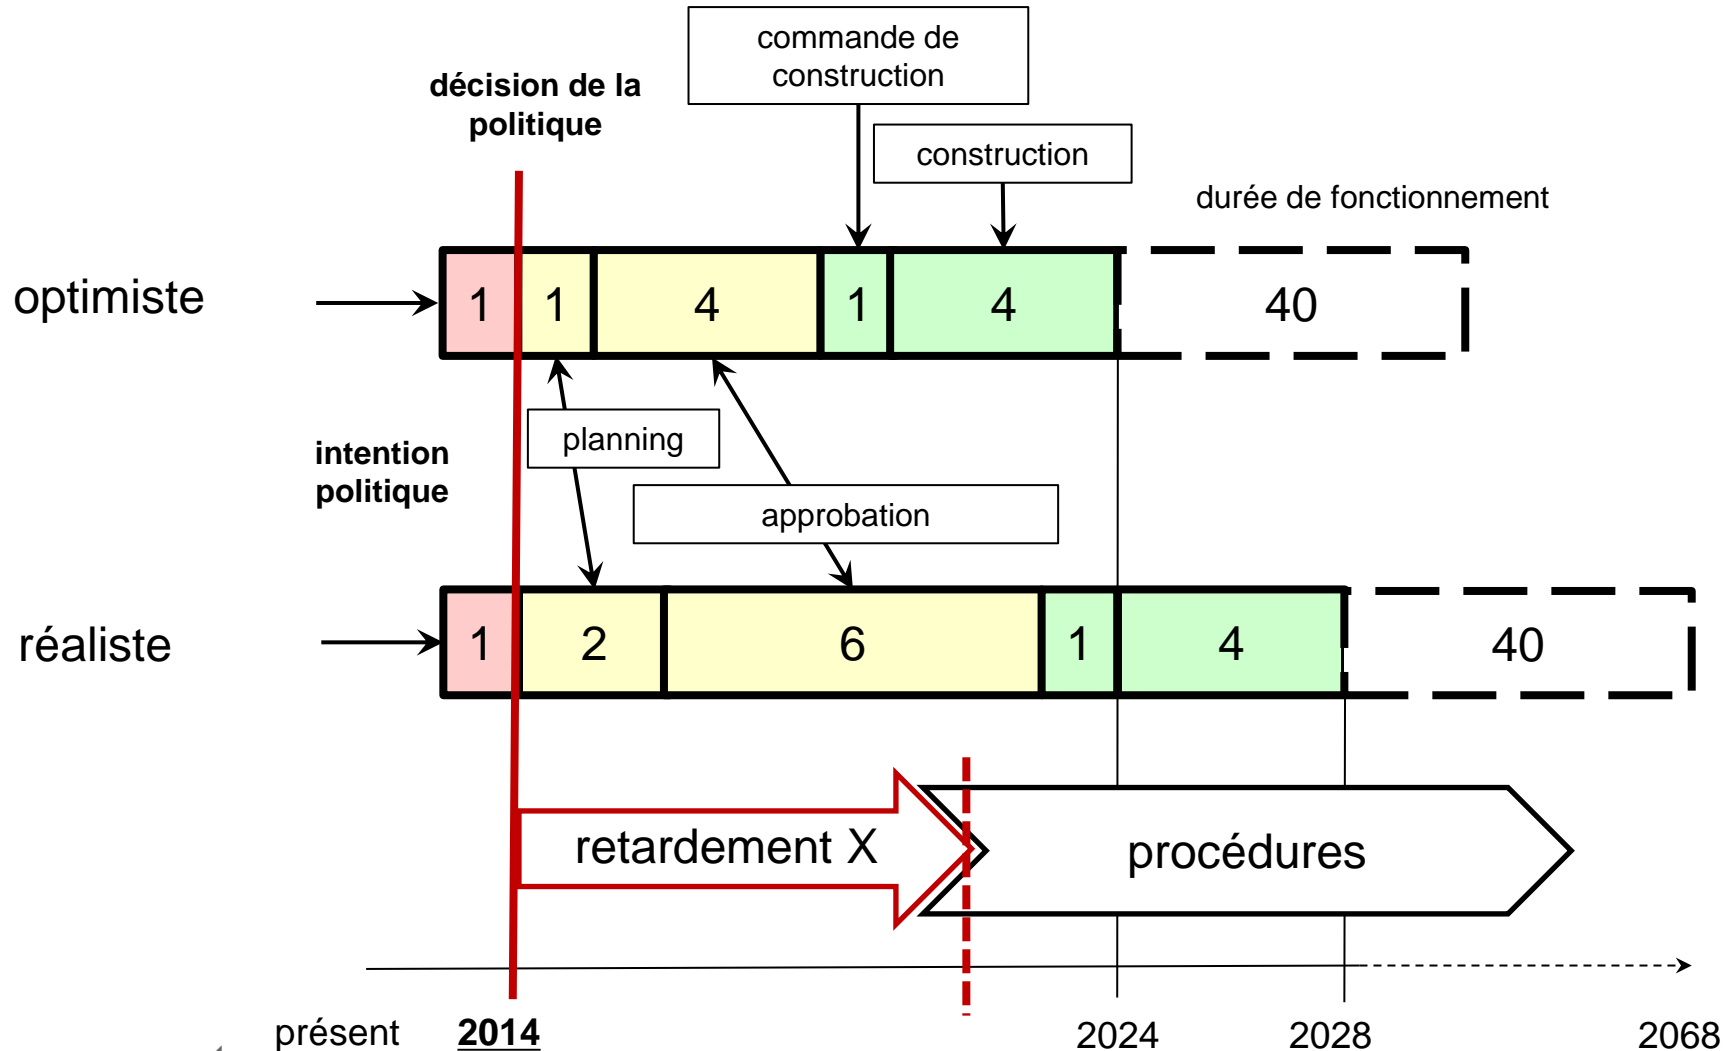 commande de
construction
décision de la
politique
construction
durée de fonctionnement
optimiste
1 1 4 1 4 40
planning
intention
politique
approbation
réaliste
1 2 6 1 4 40
retardement X
procédures
présent 2014 2024 2028 2068